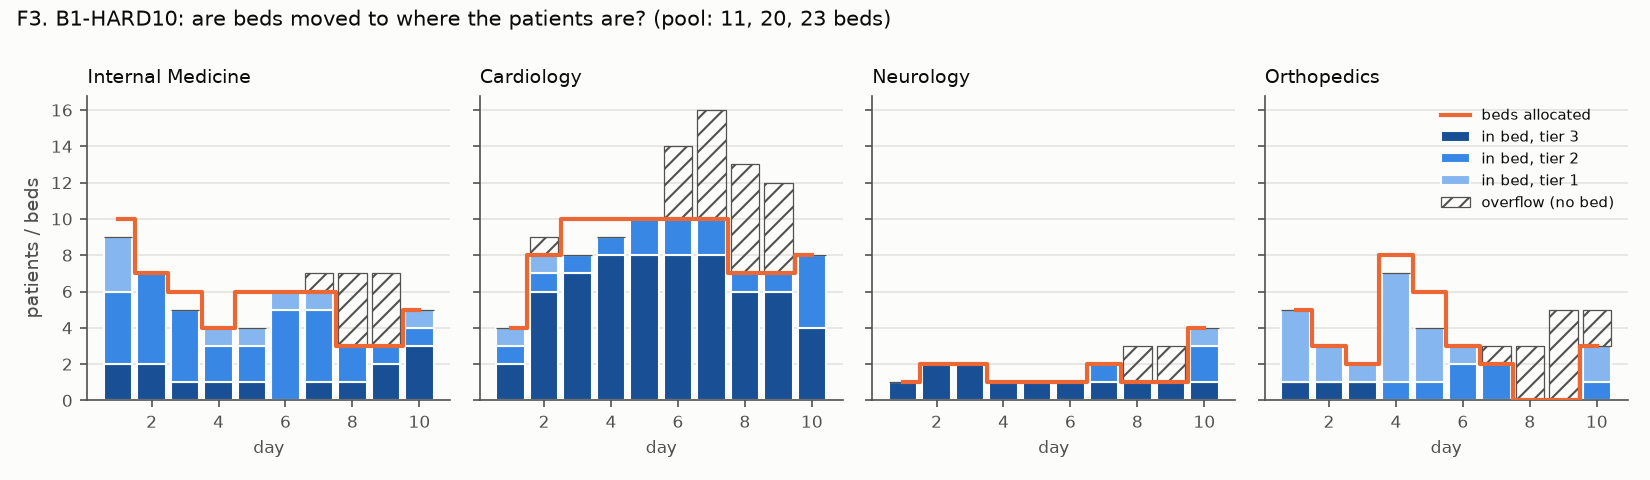 F3. B1-HARD10: are beds moved to where the patients are? (pool: 11, 20, 23 beds)
Internal Medicine
Cardiology
Neurology
Orthopedics
patients / beds
16
14
12
10
8
6
4
2
0
beds allocated
in bed, tier 3
in bed, tier 2
in bed, tier 1
overflow (no bed)
2 4 6 8 10
2 4 6 8 10
2 4 6 8 10
2 4 6 8 10
day
day
day
day